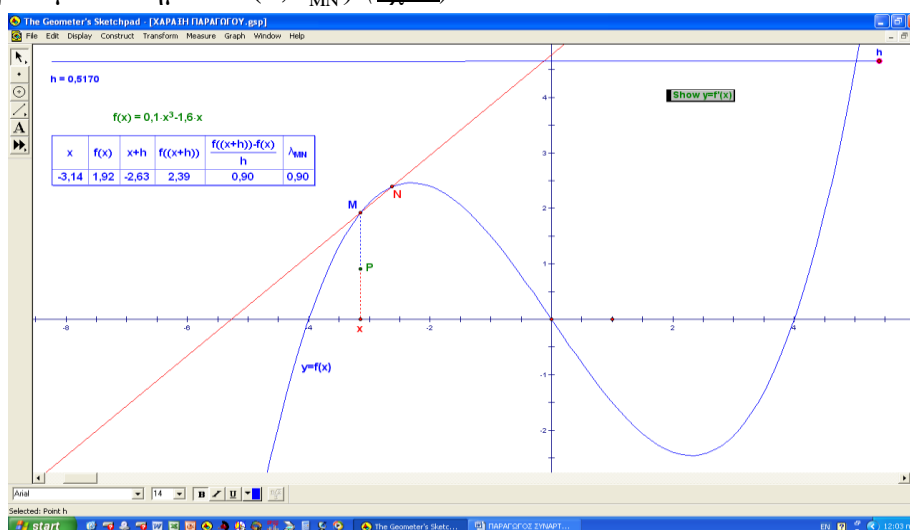 The Geometer's Sketchpad - [ΧΑΡΑΞΗ ΠΑΡΑΓΩΓΟΥ.gsp]
File Edit Display Construct Transform Measure Graph Window Help
h
h = 0,5170
Show y=f'(x)
f(x) = 0,1·x³-1,6·x
x f(x) x+h f((x+h)) f((x+h))-f(x) / h λMN
-3,14 1,92 -2,63 2,39 0,90 0,90
4
3
M
N
2
P
1
-8 -6 -4 -2 2 4
x
y=f(x)
-1
-2
Arial 14 B I U
Selected: Point h
start The Geometer's Sketc... ΠΑΡΑΓΩΓΟΣ ΣΥΝΑΡΤ... EN 12:03